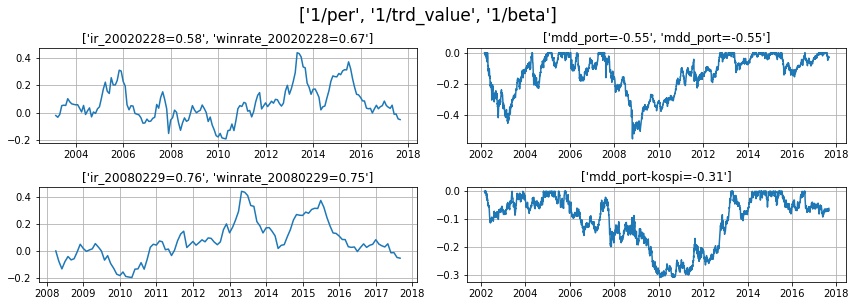 ['1/per', '1/trd_value', '1/beta']
['ir_20020228=0.58', 'winrate_20020228=0.67']
0.4
0.2
0.0
−0.2
2004 2006 2008 2010 2012 2014 2016 2018
['mdd_port=-0.55', 'mdd_port=-0.55']
0.0
−0.2
−0.4
2002 2004 2006 2008 2010 2012 2014 2016 2018
['ir_20080229=0.76', 'winrate_20080229=0.75']
0.4
0.2
0.0
−0.2
2008 2009 2010 2011 2012 2013 2014 2015 2016 2017 2018
['mdd_port-kospi=-0.31']
0.0
−0.1
−0.2
−0.3
2002 2004 2006 2008 2010 2012 2014 2016 2018